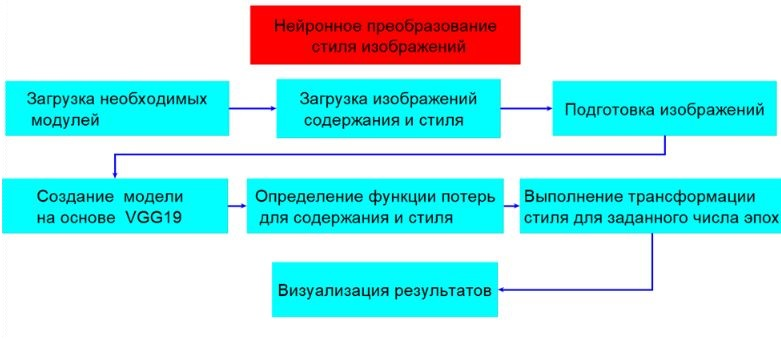 Нейронное преобразование
стиля изображений
Загрузка необходимых
модулей
Загрузка изображений
содержания и стиля
Подготовка изображений
Создание модели
на основе VGG19
Определение функции потерь
для содержания и стиля
Выполнение трансформации
стиля для заданного числа эпох
Визуализация результатов